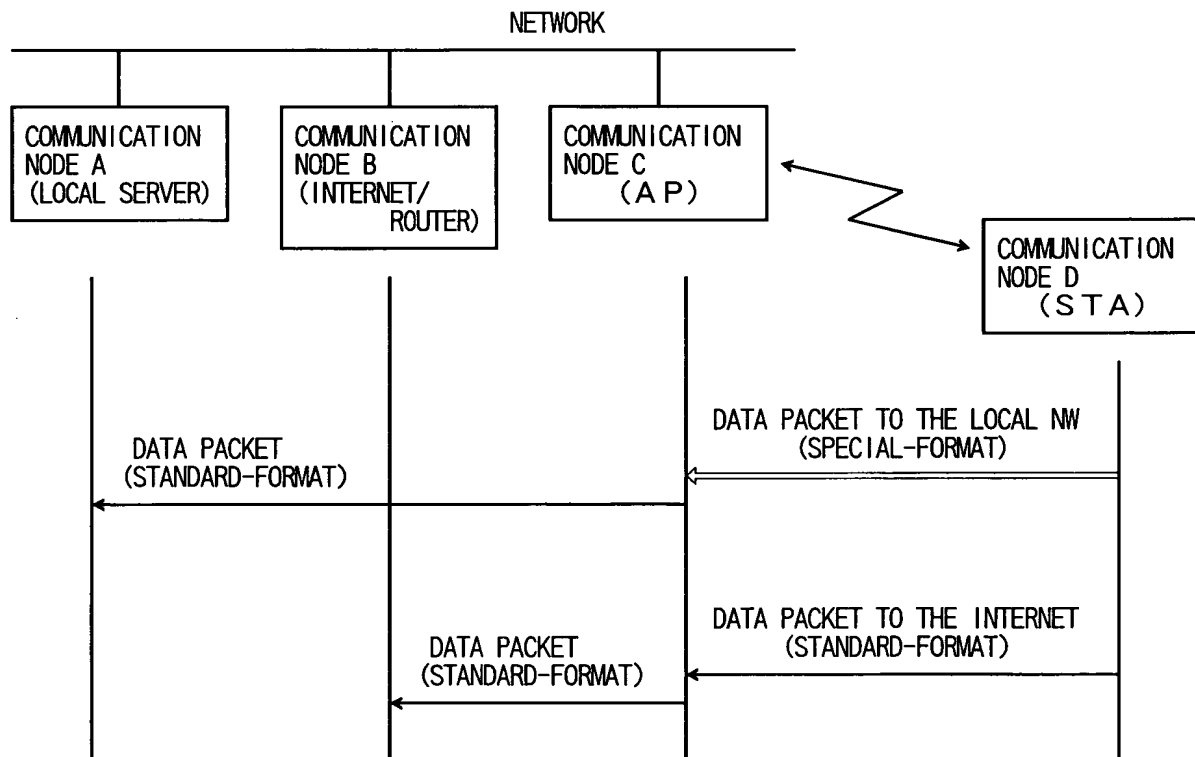 NETWORK
COMMUNICATION
NODE A
(LOCAL SERVER)
COMMUNICATION
NODE B
(INTERNET/
ROUTER)
COMMUNICATION
NODE C
(AP)
COMMUNICATION
NODE D
(STA)
DATA PACKET TO THE LOCAL NW
(SPECIAL-FORMAT)
DATA PACKET
(STANDARD-FORMAT)
DATA PACKET TO THE INTERNET
(STANDARD-FORMAT)
DATA PACKET
(STANDARD-FORMAT)